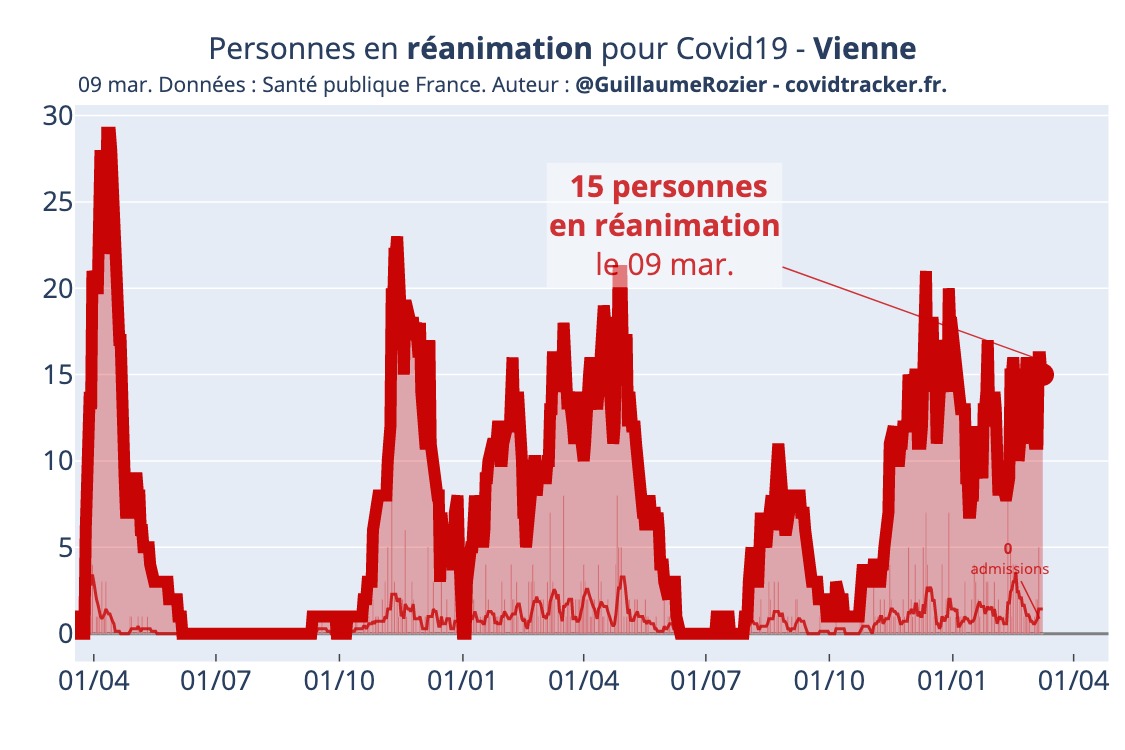 Personnes en réanimation pour Covid19 - Vienne
09 mar. Données : Santé publique France. Auteur : @GuillaumeRozier - covidtracker.fr.
30
25
20
15
10
5
0
15 personnes
en réanimation
le 09 mar.
0
admissions
01/04 01/07 01/10 01/01 01/04 01/07 01/10 01/01 01/04